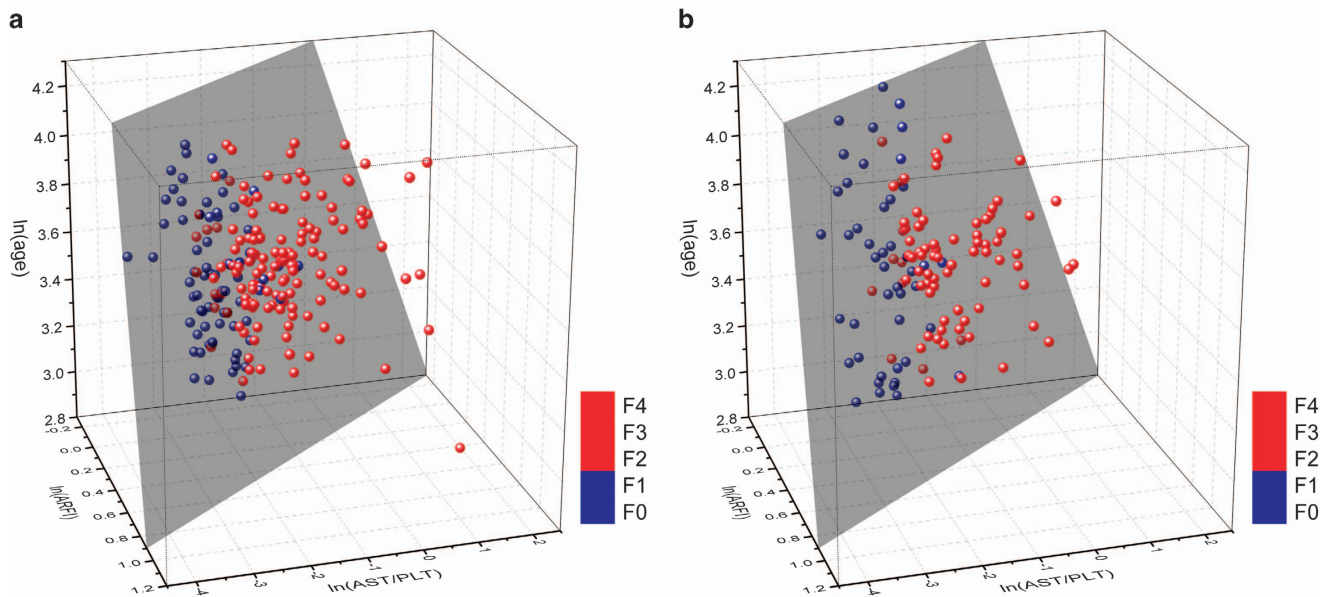 a
4.2
4.0
3.8
3.6
3.4
3.2
3.0
2.8
ln(age)
-0.2
0.0
0.2
0.4
0.6
0.8
1.0
1.2
ln(ARFI)
-4
-3
-2
-1
0
1
2
ln(AST/PLT)
F4
F3
F2
F1
F0
b
4.2
4.0
3.8
3.6
3.4
3.2
3.0
2.8
ln(age)
-0.2
0.0
0.2
0.4
0.6
0.8
1.0
1.2
ln(ARFI)
-4
-3
-2
-1
0
1
2
ln(AST/PLT)
F4
F3
F2
F1
F0